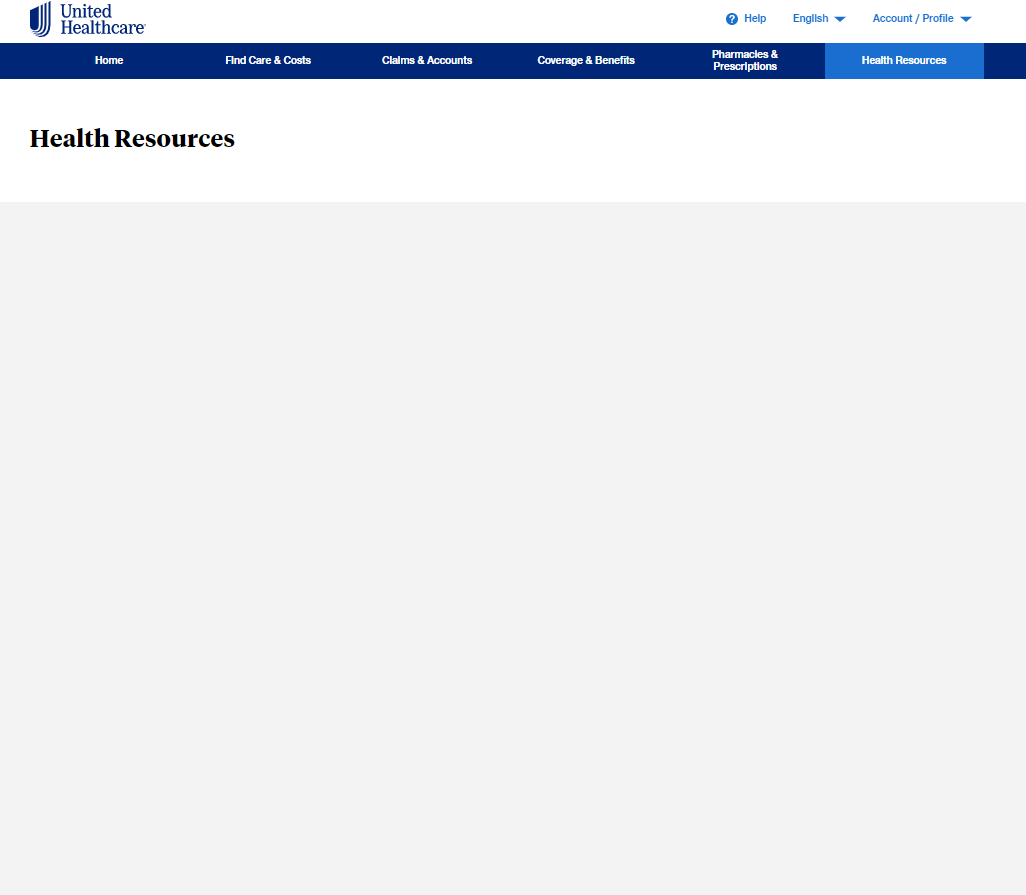 United
Healthcare
Help
English
Account / Profile
Home
Find Care & Costs
Claims & Accounts
Coverage & Benefits
Pharmacies &
Prescriptions
Health Resources
Health Resources